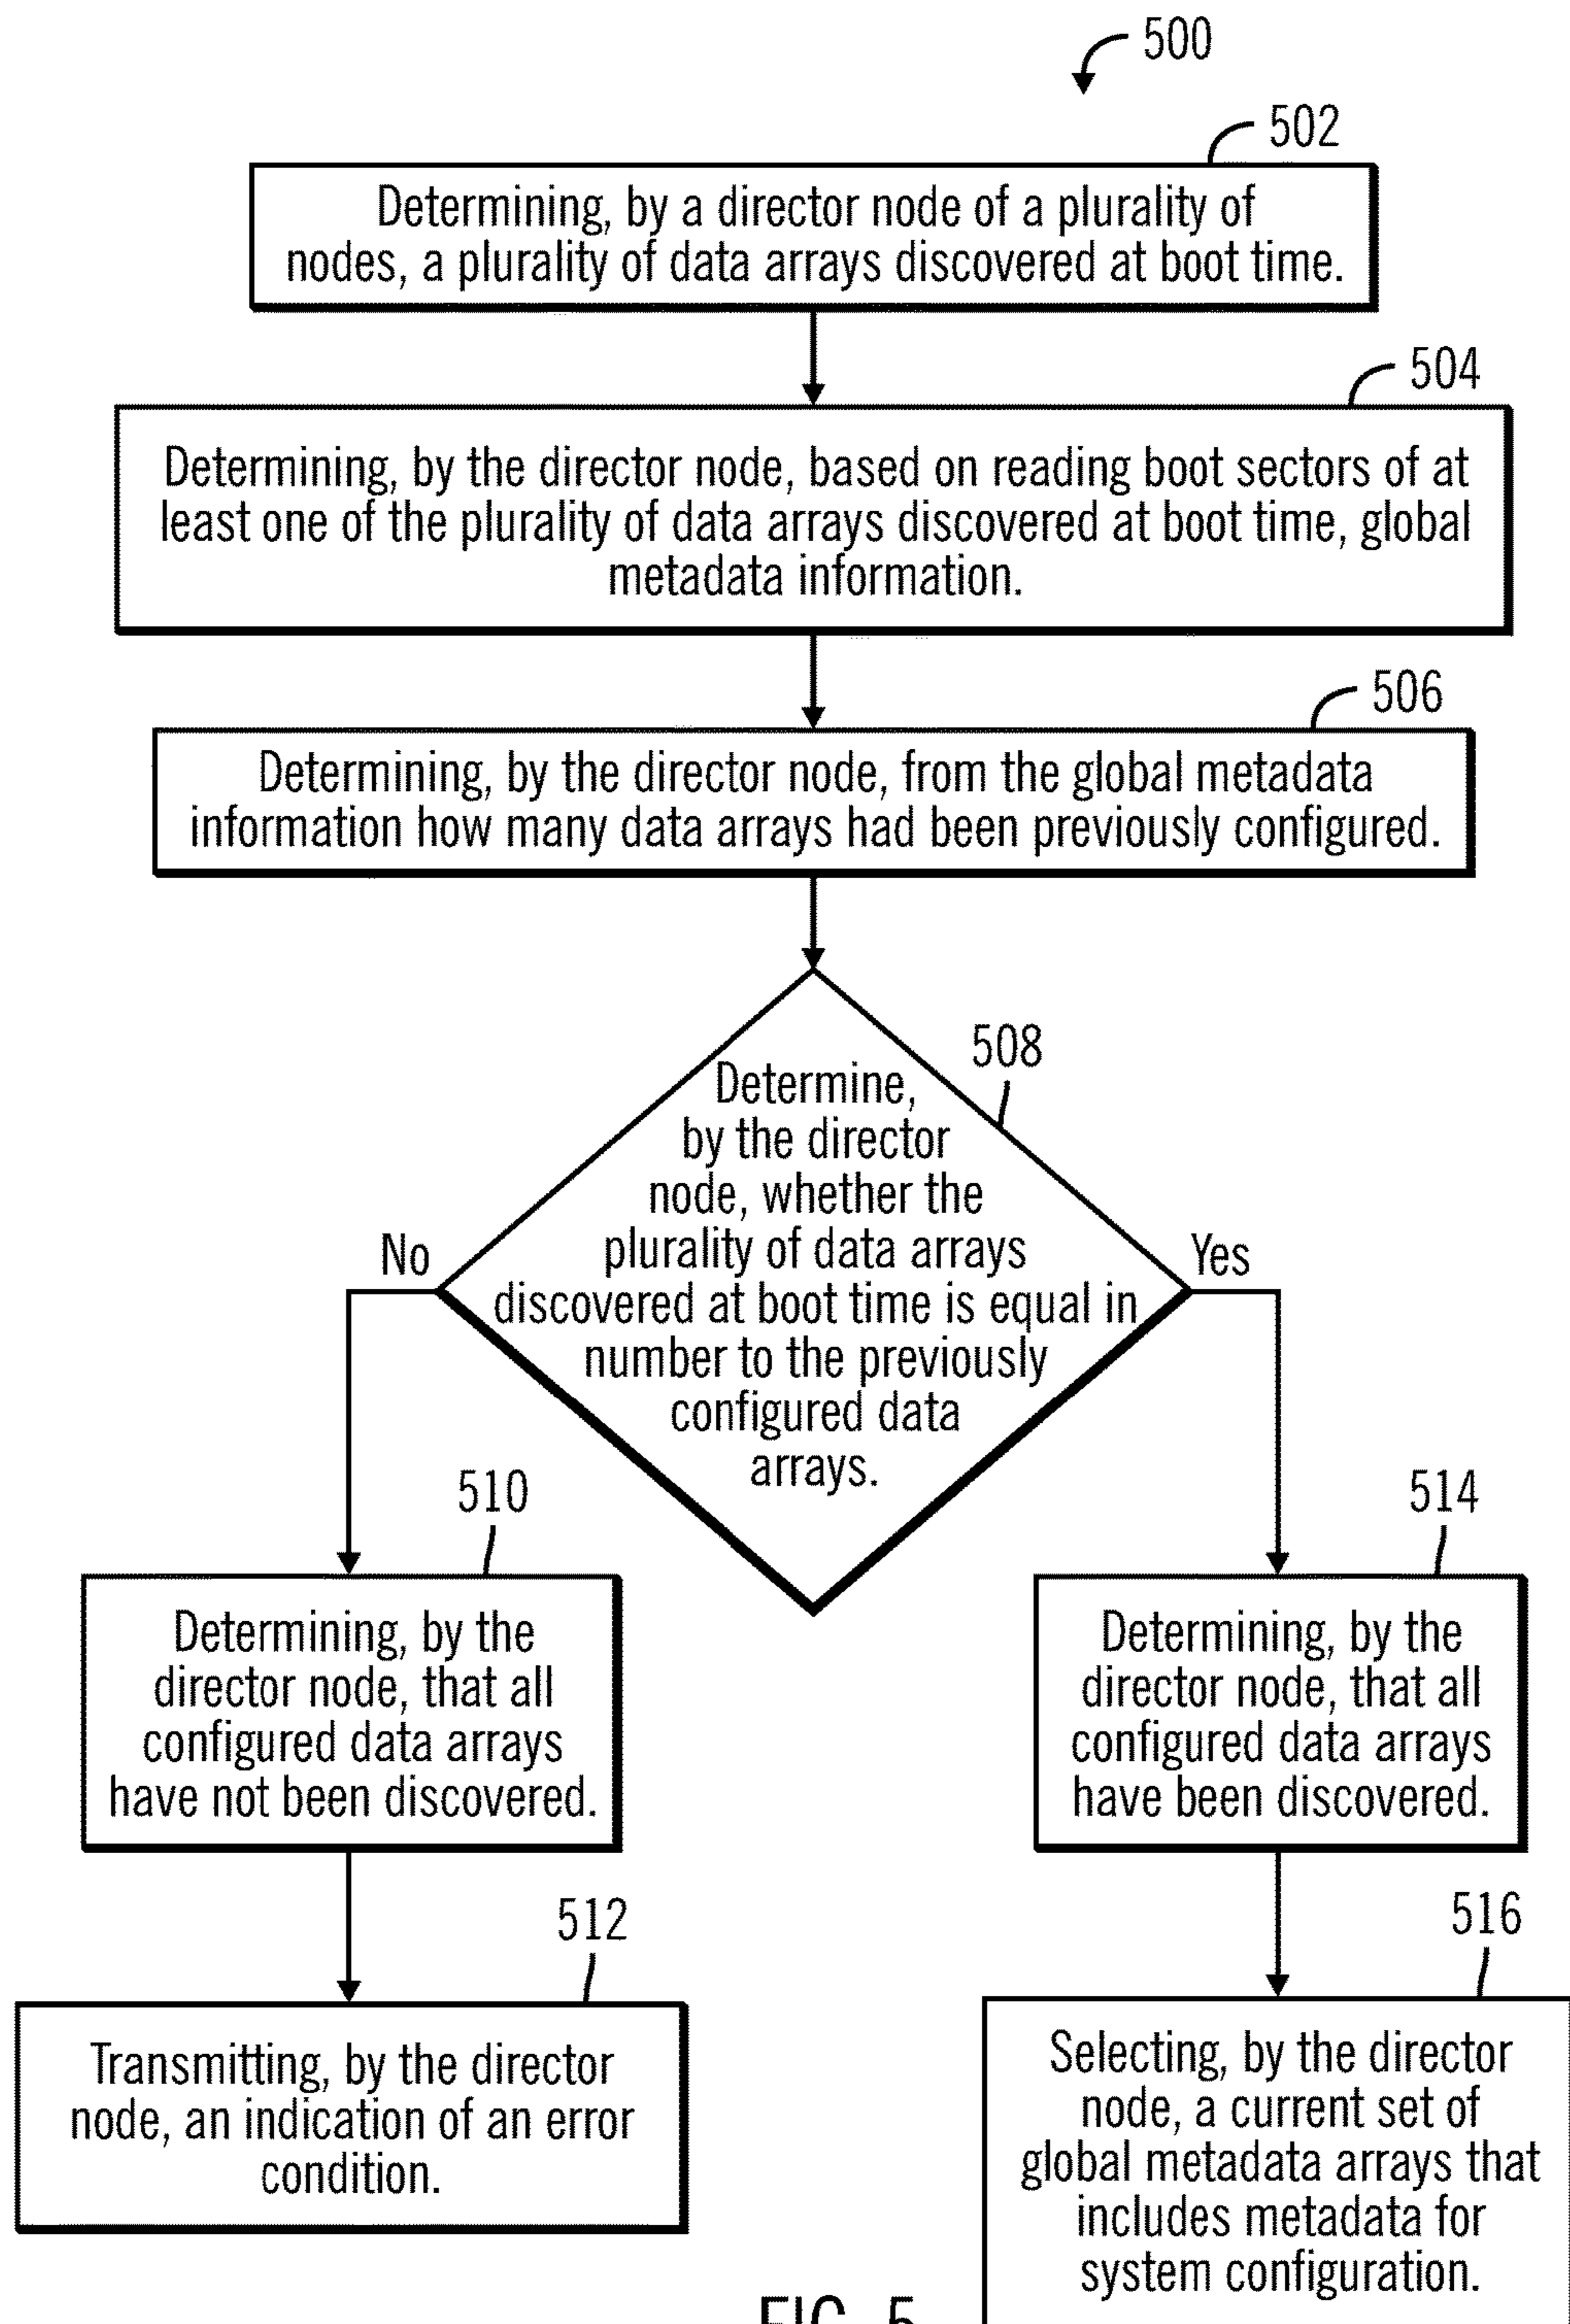 500
502
Determining, by a director node of a plurality of
nodes, a plurality of data arrays discovered at boot time.
504
Determining, by the director node, based on reading boot sectors of at
least one of the plurality of data arrays discovered at boot time, global
metadata information.
506
Determining, by the director node, from the global metadata
information how many data arrays had been previously configured.
508
Determine,
by the director
node, whether the
plurality of data arrays
discovered at boot time is equal in
number to the previously
configured data
arrays.
No
Yes
510
Determining, by the
director node, that all
configured data arrays
have not been discovered.
514
Determining, by the
director node, that all
configured data arrays
have been discovered.
512
Transmitting, by the director
node, an indication of an error
condition.
516
Selecting, by the director
node, a current set of
global metadata arrays that
includes metadata for
system configuration.
FIG. 5